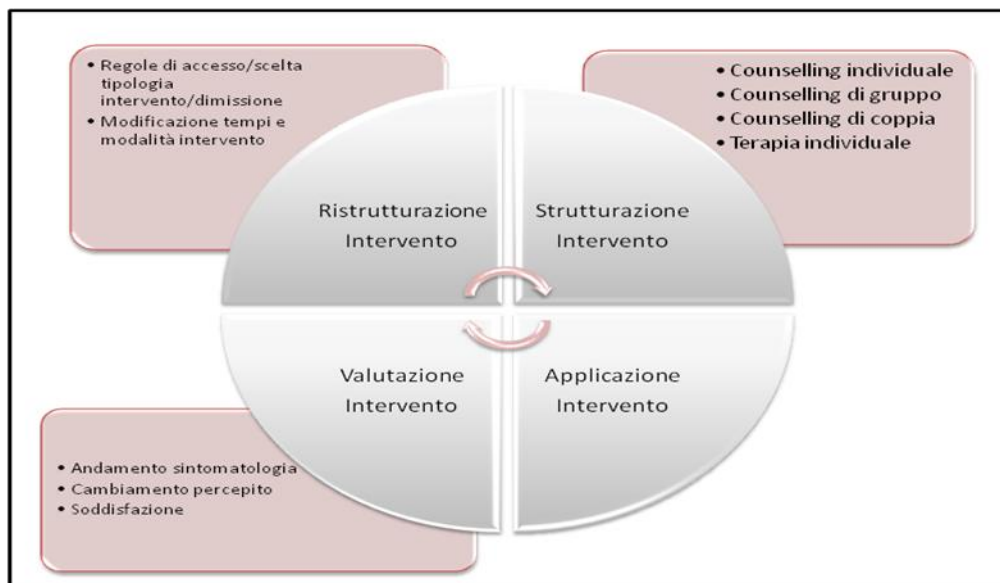 • Regole di accesso/scelta
tipologia
intervento/dimissione
• Modificazione tempi e
modalità intervento
• Counselling individuale
• Counselling di gruppo
• Counselling di coppia
• Terapia individuale
Ristrutturazione
Intervento
Strutturazione
Intervento
Valutazione
Intervento
Applicazione
Intervento
• Andamento sintomatologia
• Cambiamento percepito
• Soddisfazione